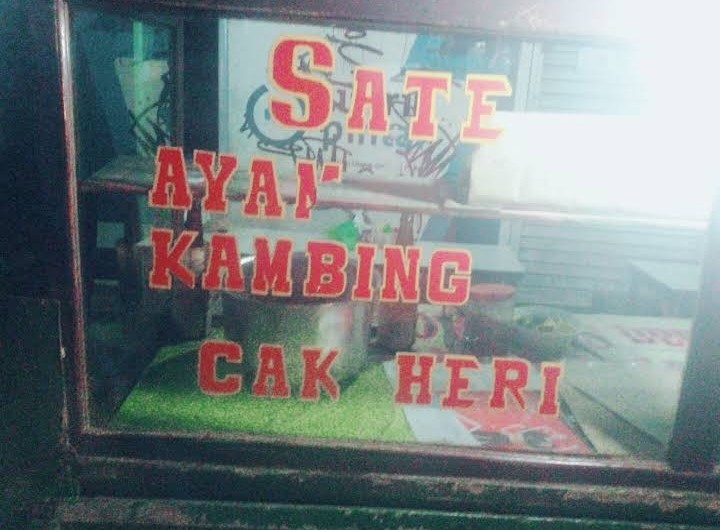 SATE
AYAM
KAMBING
CAK HERI